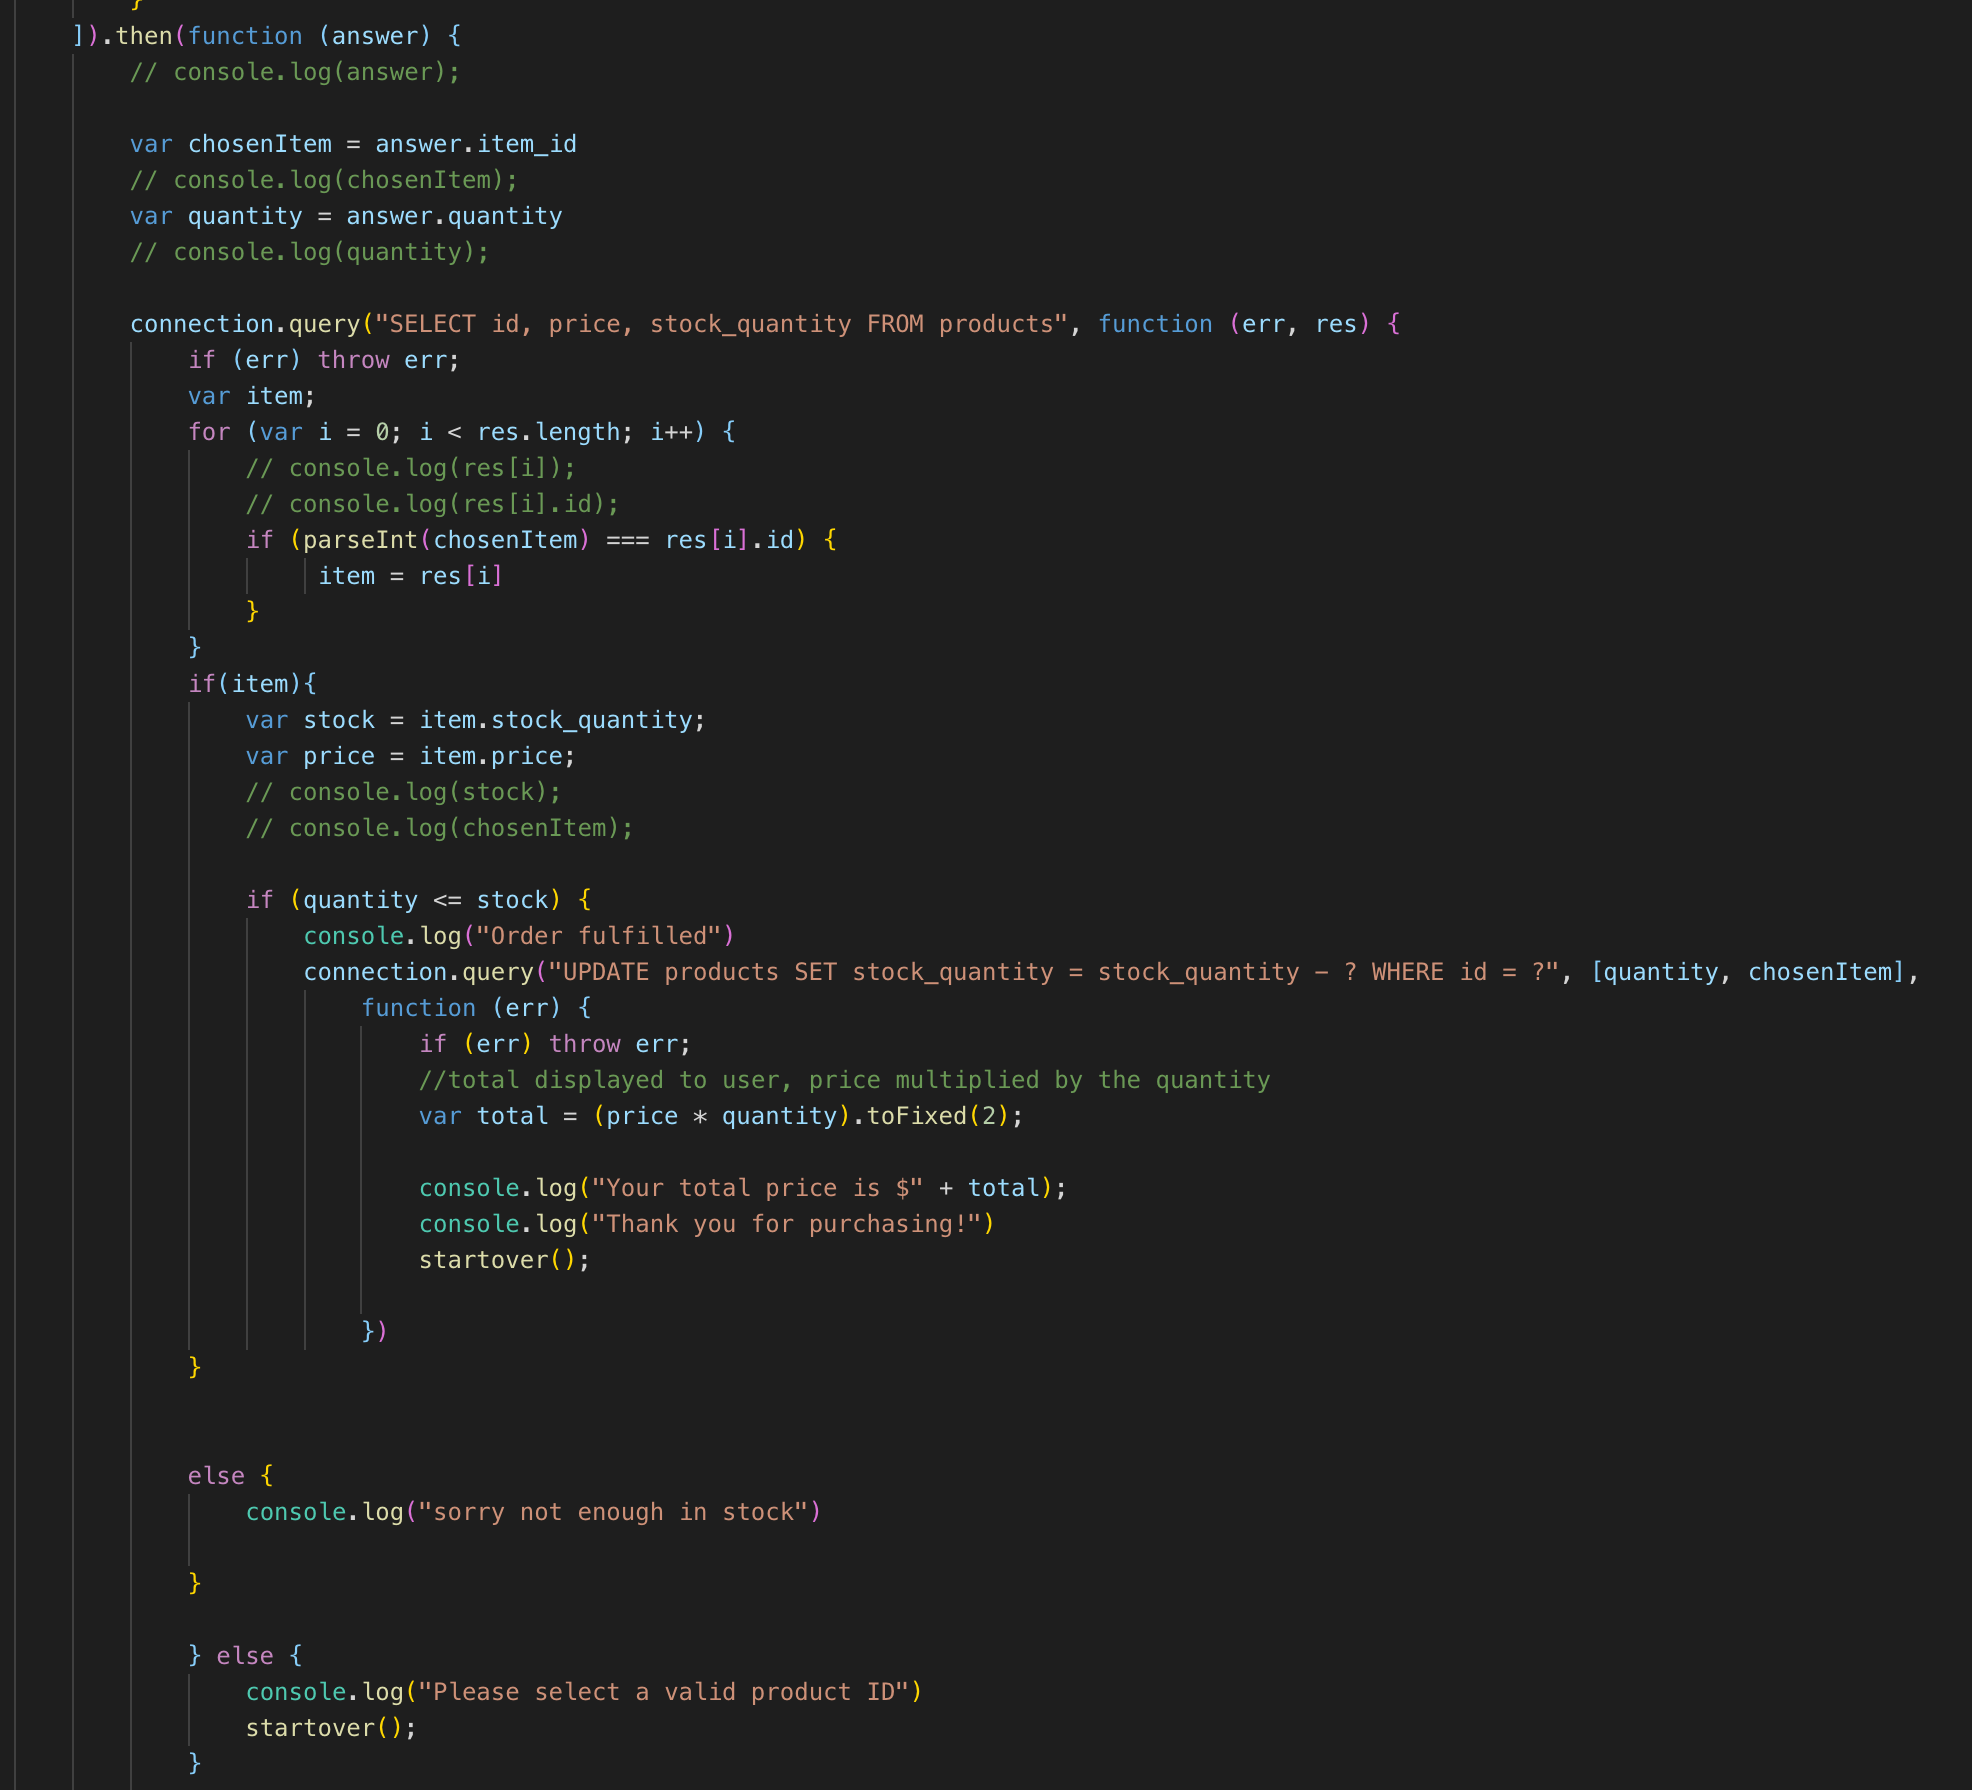 }
]).then(function (answer) {
// console.log(answer);
var chosenItem = answer.item_id
// console.log(chosenItem);
var quantity = answer.quantity
// console.log(quantity);
connection.query("SELECT id, price, stock_quantity FROM products", function (err, res) {
if (err) throw err;
var item;
for (var i = 0; i < res.length; i++) {
// console.log(res[i]);
// console.log(res[i].id);
if (parseInt(chosenItem) === res[i].id) {
item = res[i]
}
}
if(item){
var stock = item.stock_quantity;
var price = item.price;
// console.log(stock);
// console.log(chosenItem);
if (quantity <= stock) {
console.log("Order fulfilled")
connection.query("UPDATE products SET stock_quantity = stock_quantity - ? WHERE id = ?", [quantity, chosenItem],
function (err) {
if (err) throw err;
//total displayed to user, price multiplied by the quantity
var total = (price * quantity).toFixed(2);
console.log("Your total price is $" + total);
console.log("Thank you for purchasing!")
startover();
})
}
else {
console.log("sorry not enough in stock")
}
} else {
console.log("Please select a valid product ID")
startover();
}